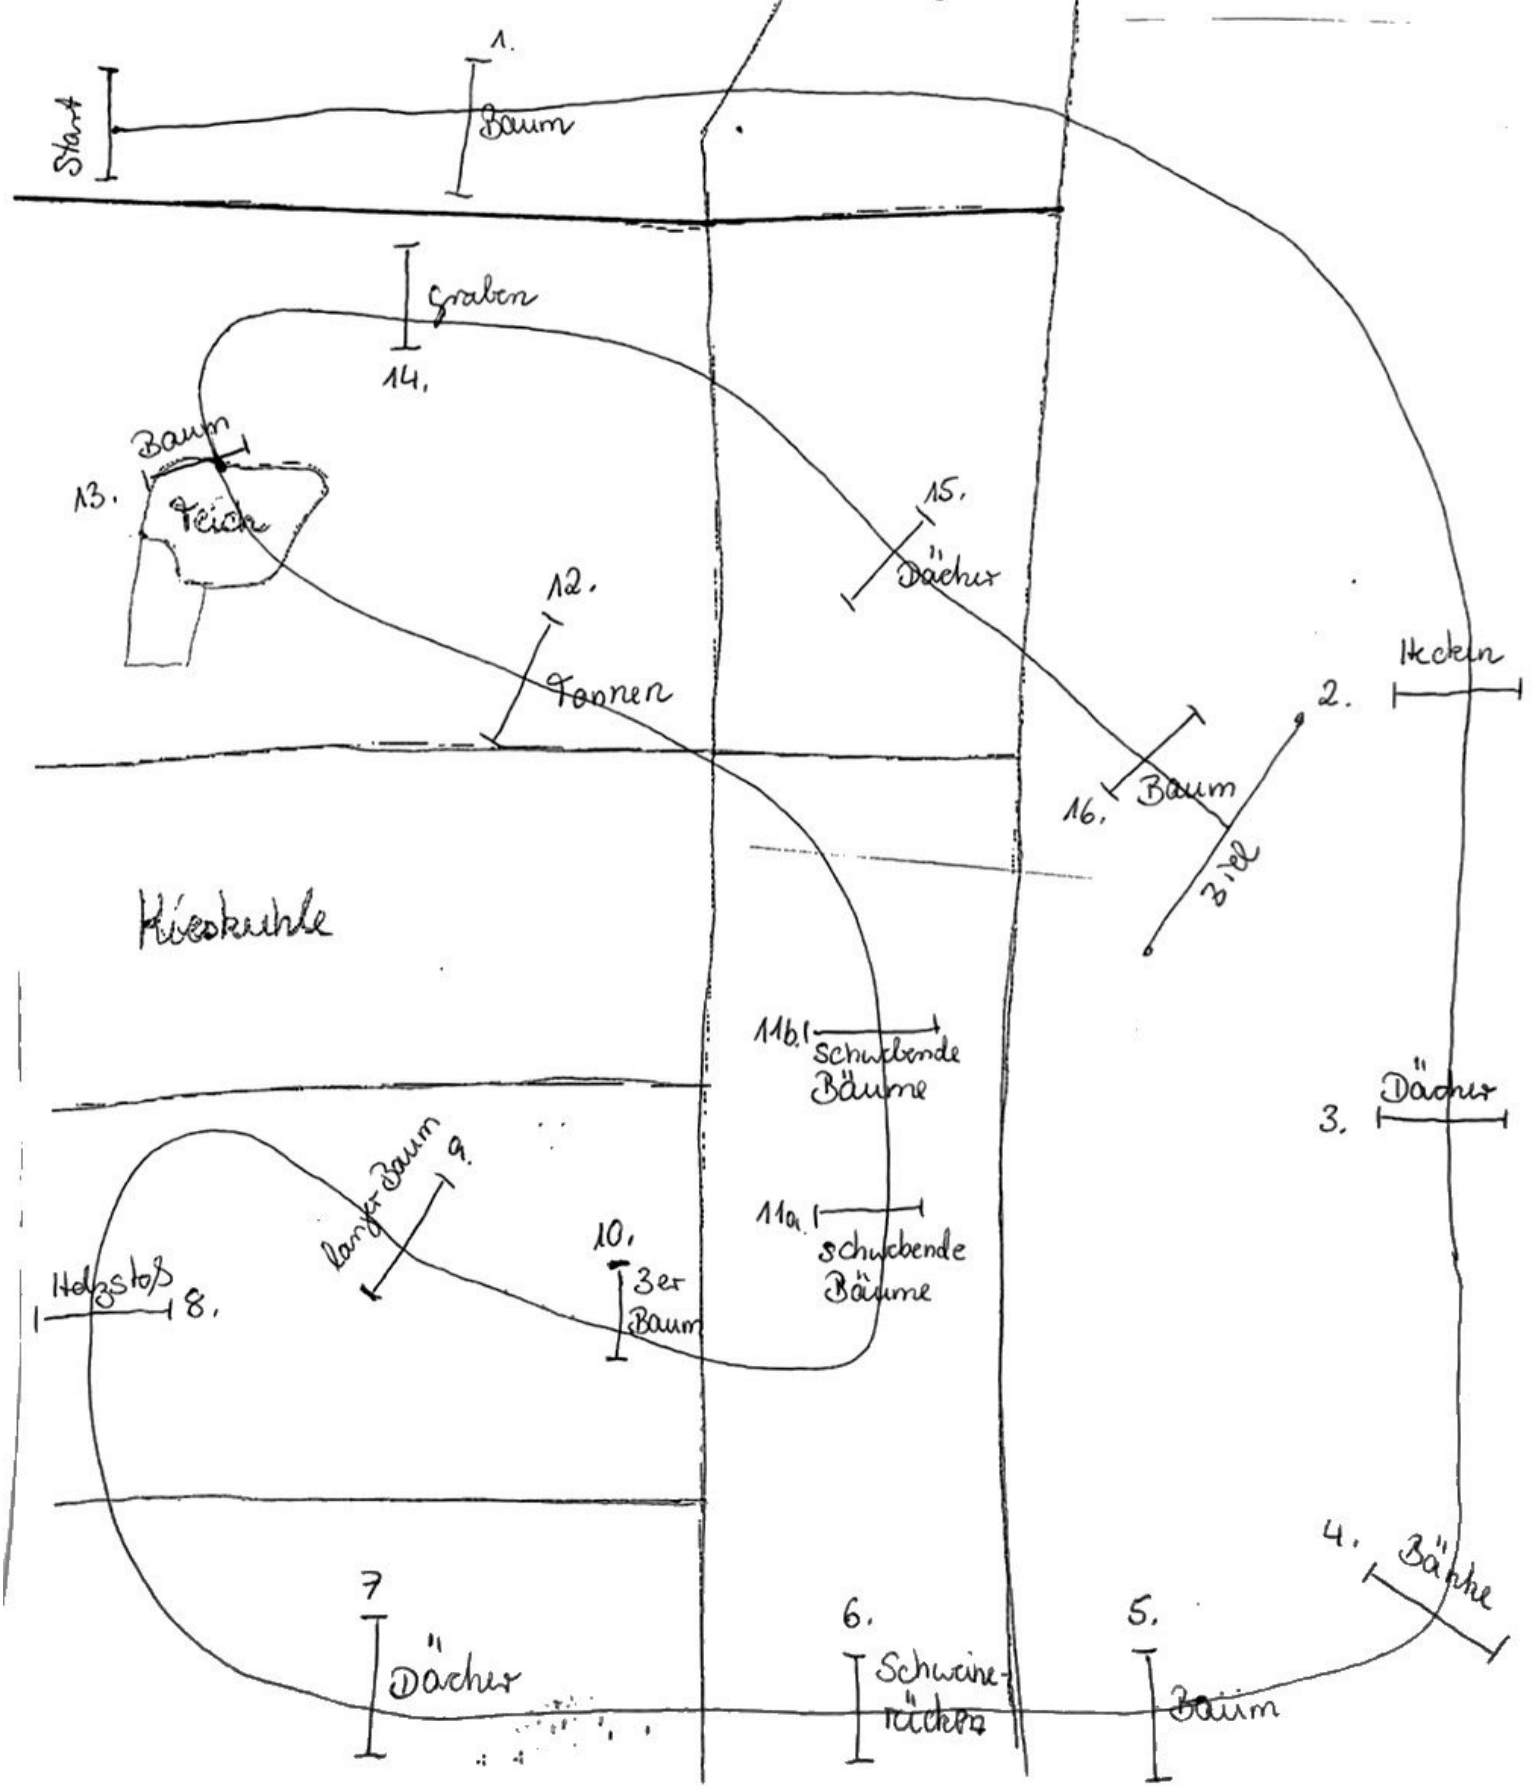 1.
Start
Baum
graben
14.
Baum
13.
Teich
15.
Dächer
12.
Tannen
Hecken
2.
16.
Baum
Ziel
Kieskuhle
11b.
schwebende
Bäume
Dächer
3.
langer Baum
9.
11a.
schwebende
Bäume
10.
3er
Baum
Holzstoß
8.
4.
Bänke
7
Dächer
6.
Schweine-
rücken
5.
Baum